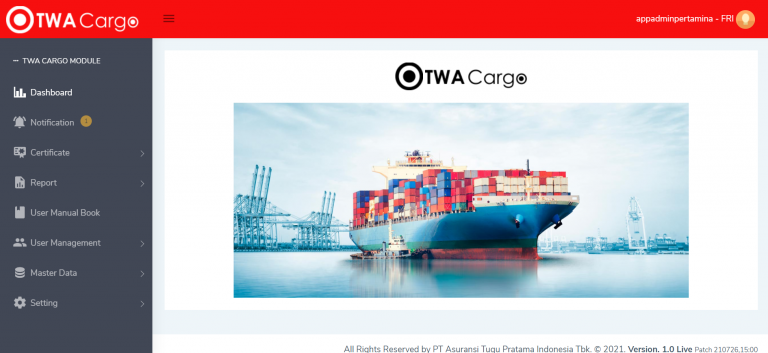 TWA Cargo
appadminpertamina - FRI
TWA CARGO MODULE
Dashboard
Notification
Certificate
Report
User Manual Book
User Management
Master Data
Setting
TWA Cargo
All Rights Reserved by PT Asuransi Tugu Pratama Indonesia Tbk. © 2021. Version. 1.0 Live Patch 210726,15:00